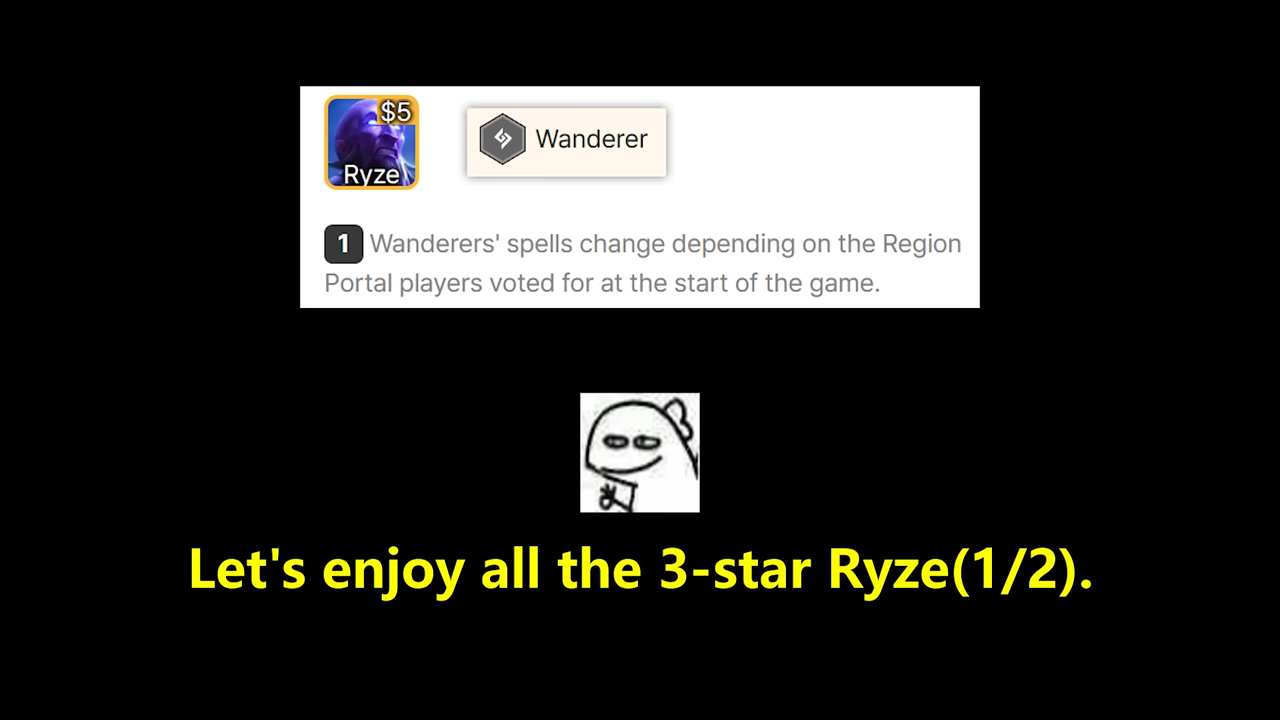 $5
Ryze
Wanderer
1 Wanderers' spells change depending on the Region
Portal players voted for at the start of the game.
Let's enjoy all the 3-star Ryze(1/2).